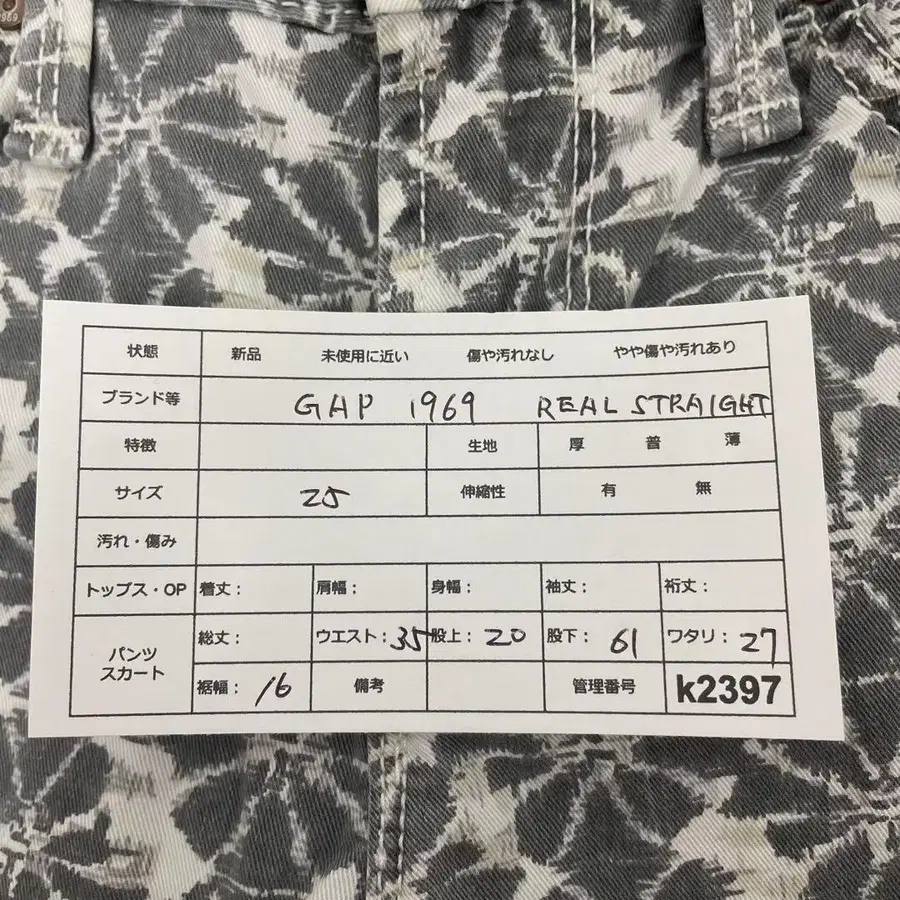 1969
状態 新品 未使用に近い 傷や汚れなし やや傷や汚れあり
ブランド等 GAP 1969 REAL STRAIGHT
特徴 生地 厚 普 薄
サイズ 25 伸縮性 有 無
汚れ・傷み
トップス・OP 着丈: 肩幅: 身幅: 袖丈: 裄丈:
パンツ スカート
総丈: ウエスト: 35 股上: 20 股下: 61 ワタリ: 27
裾幅: 16 備考 管理番号 k2397